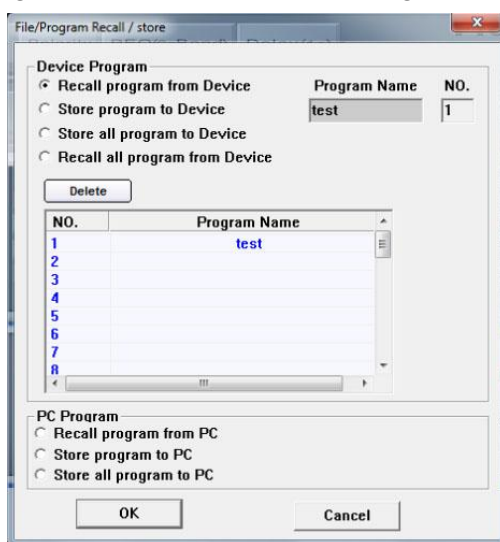 File/Program Recall / store
Device Program
Recall program from Device
Program Name
NO.
Store program to Device
test
1
Store all program to Device
Recall all program from Device
Delete
NO.
Program Name
1
test
2
3
4
5
6
7
8
PC Program
Recall program from PC
Store program to PC
Store all program to PC
OK
Cancel